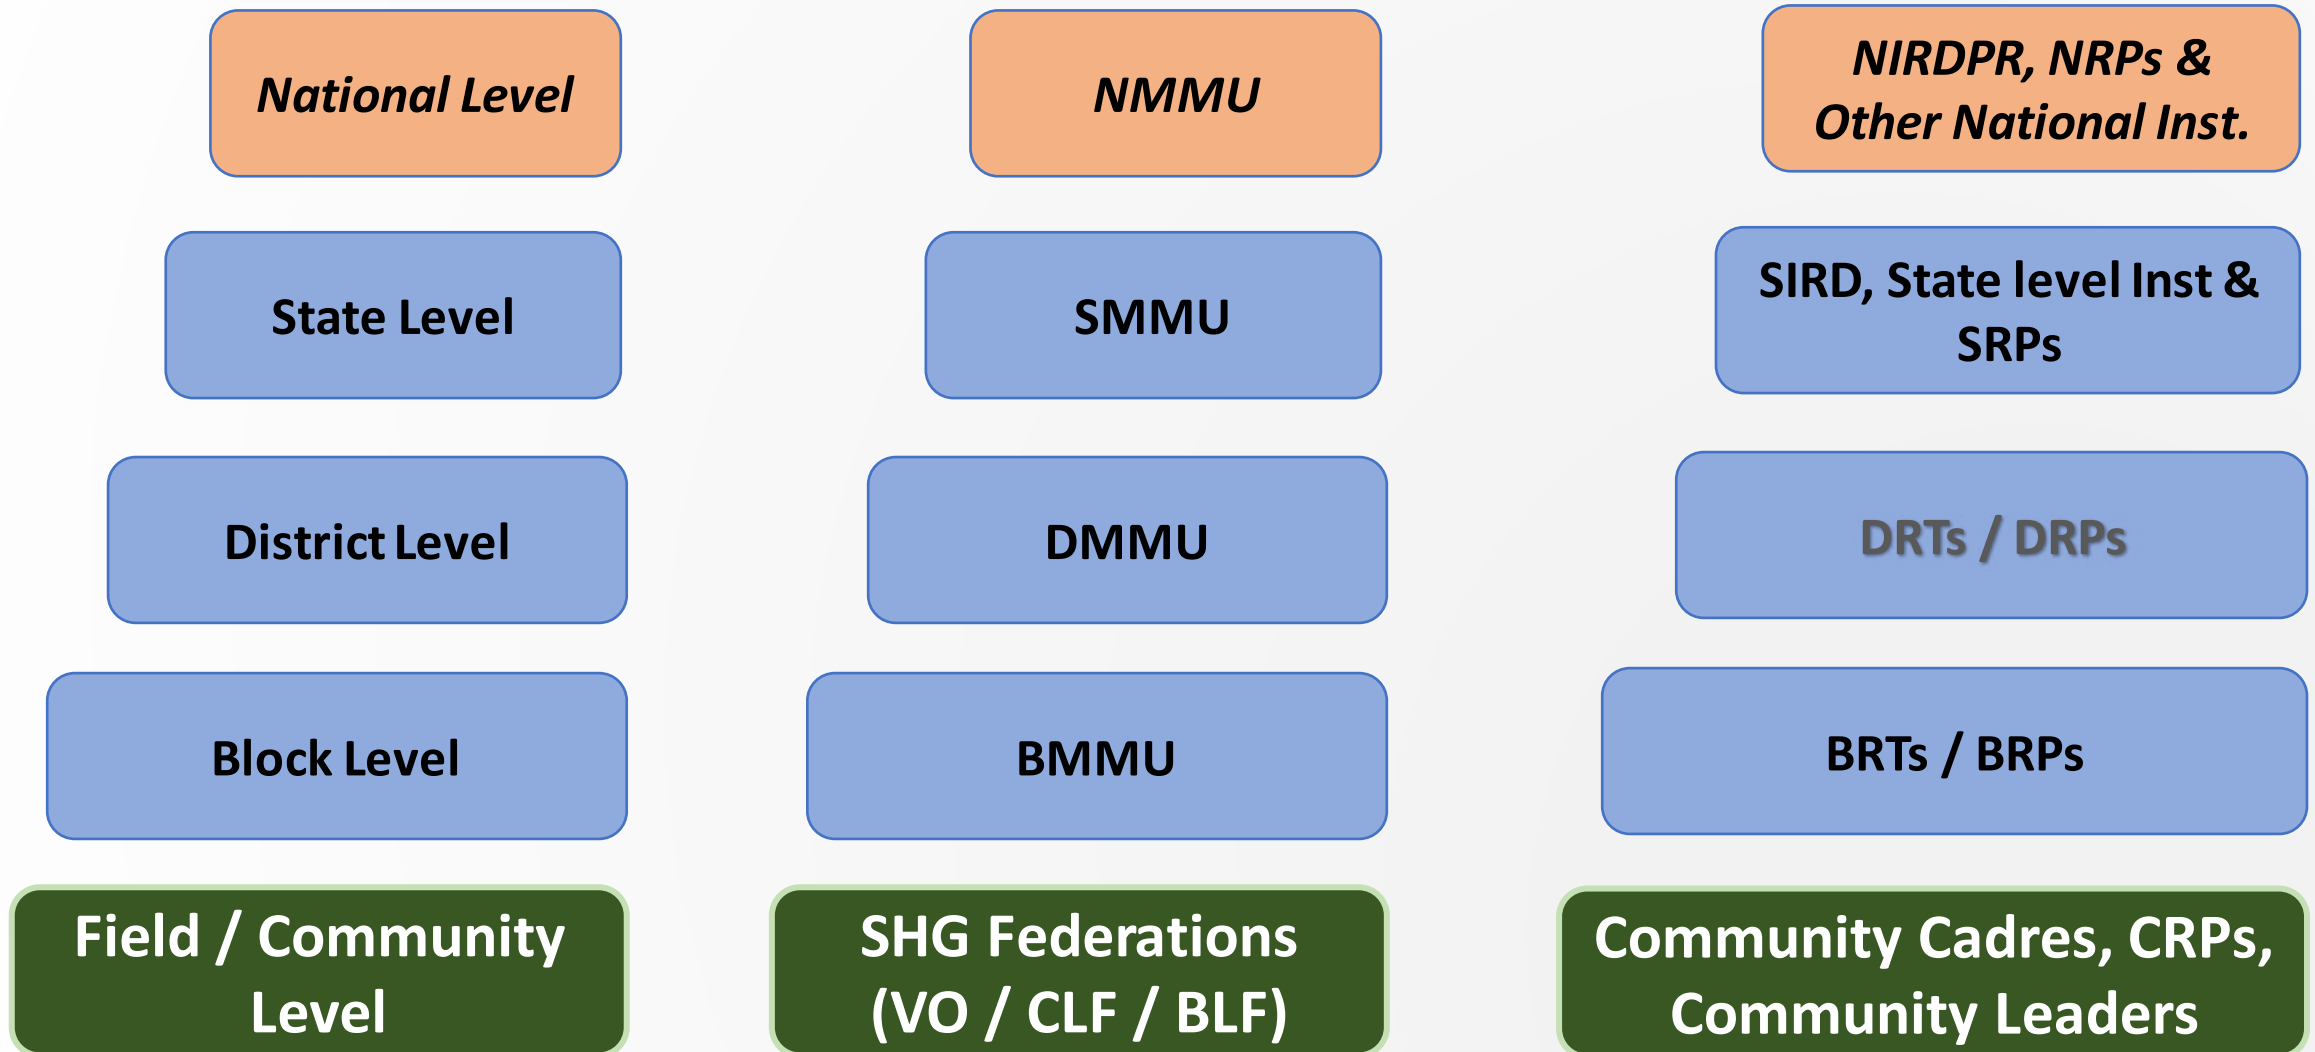 National Level
NMMU
NIRDPR, NRPs &
Other National Inst.
State Level
SMMU
SIRD, State level Inst &
SRPs
District Level
DMMU
DRTs / DRPs
Block Level
BMMU
BRTs / BRPs
Field / Community
Level
SHG Federations
(VO / CLF / BLF)
Community Cadres, CRPs,
Community Leaders